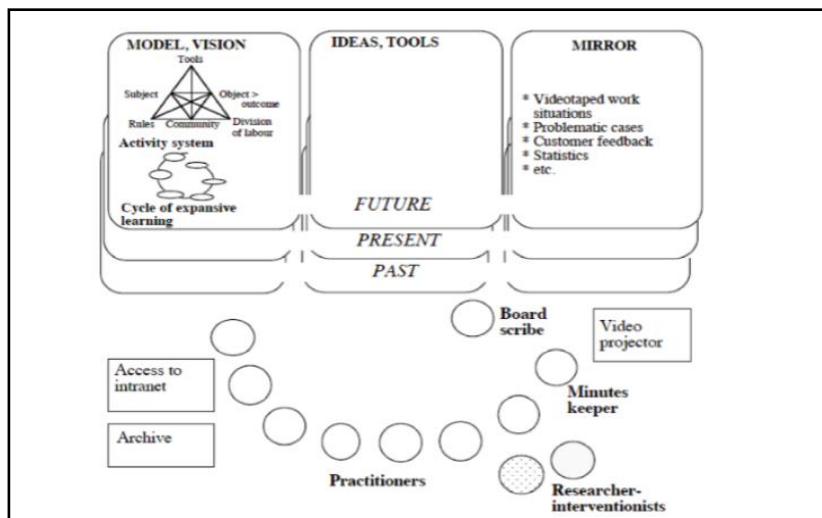 MODEL, VISION
Tools
Subject
Object >
outcome
Rules
Community
Division
of labour
Activity system
Cycle of expansive
learning
IDEAS, TOOLS
MIRROR
* Videotaped work
situations
* Problematic cases
* Customer feedback
* Statistics
* etc.
FUTURE
PRESENT
PAST
Board
scribe
Video
projector
Access to
intranet
Minutes
keeper
Archive
Practitioners
Researcher-
interventionists